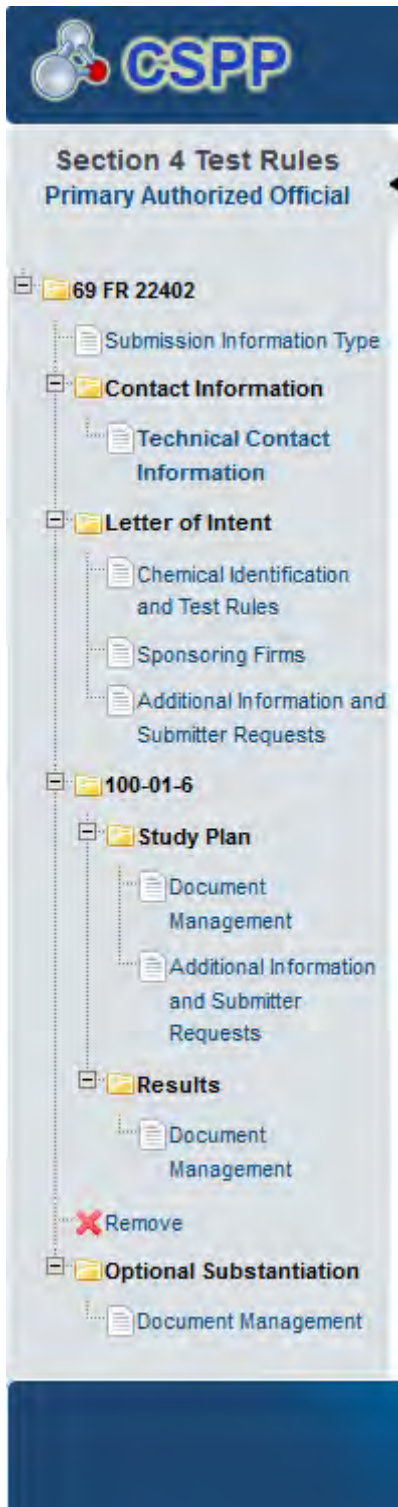 CSPP
Section 4 Test Rules
Primary Authorized Official
69 FR 22402
Submission Information Type
Contact Information
Technical Contact
Information
Letter of Intent
Chemical Identification
and Test Rules
Sponsoring Firms
Additional Information and
Submitter Requests
100-01-6
Study Plan
Document
Management
Additional Information
and Submitter
Requests
Results
Document
Management
Remove
Optional Substantiation
Document Management